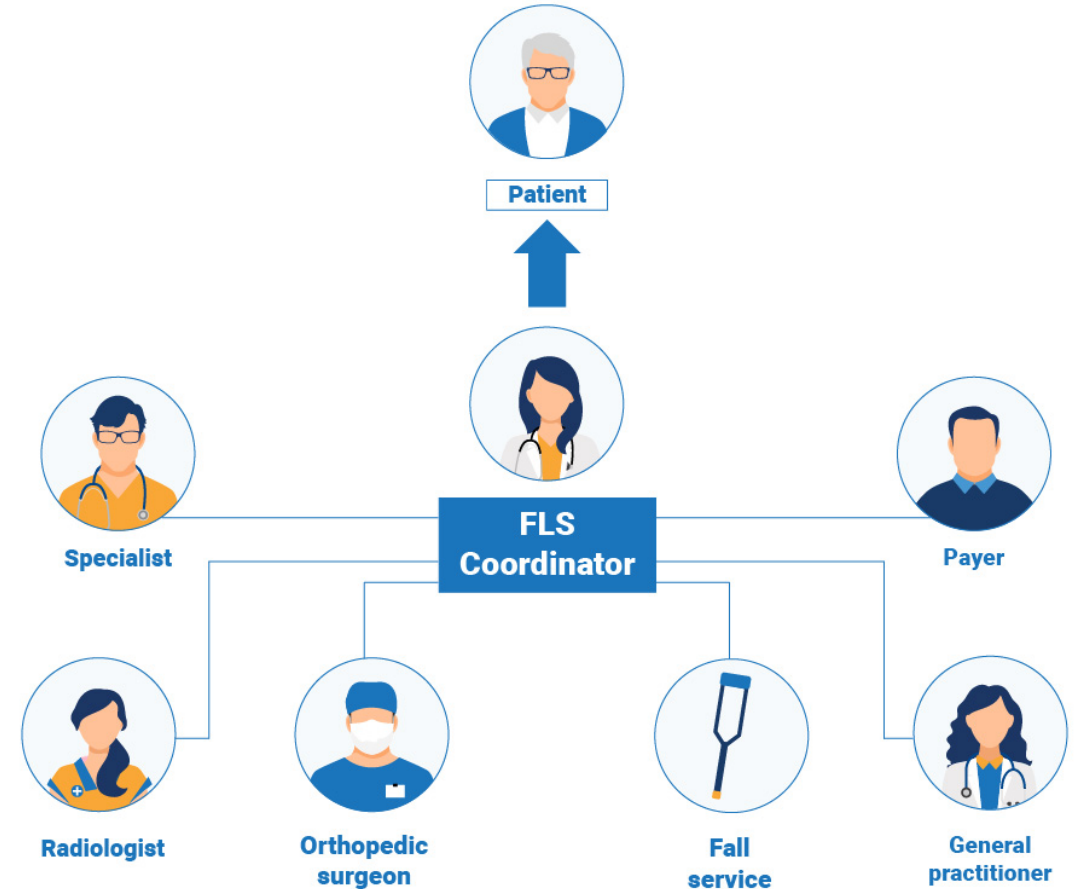 Patient
FLS
Coordinator
Specialist
Payer
Radiologist
Orthopedic
surgeon
Fall
service
General
practitioner